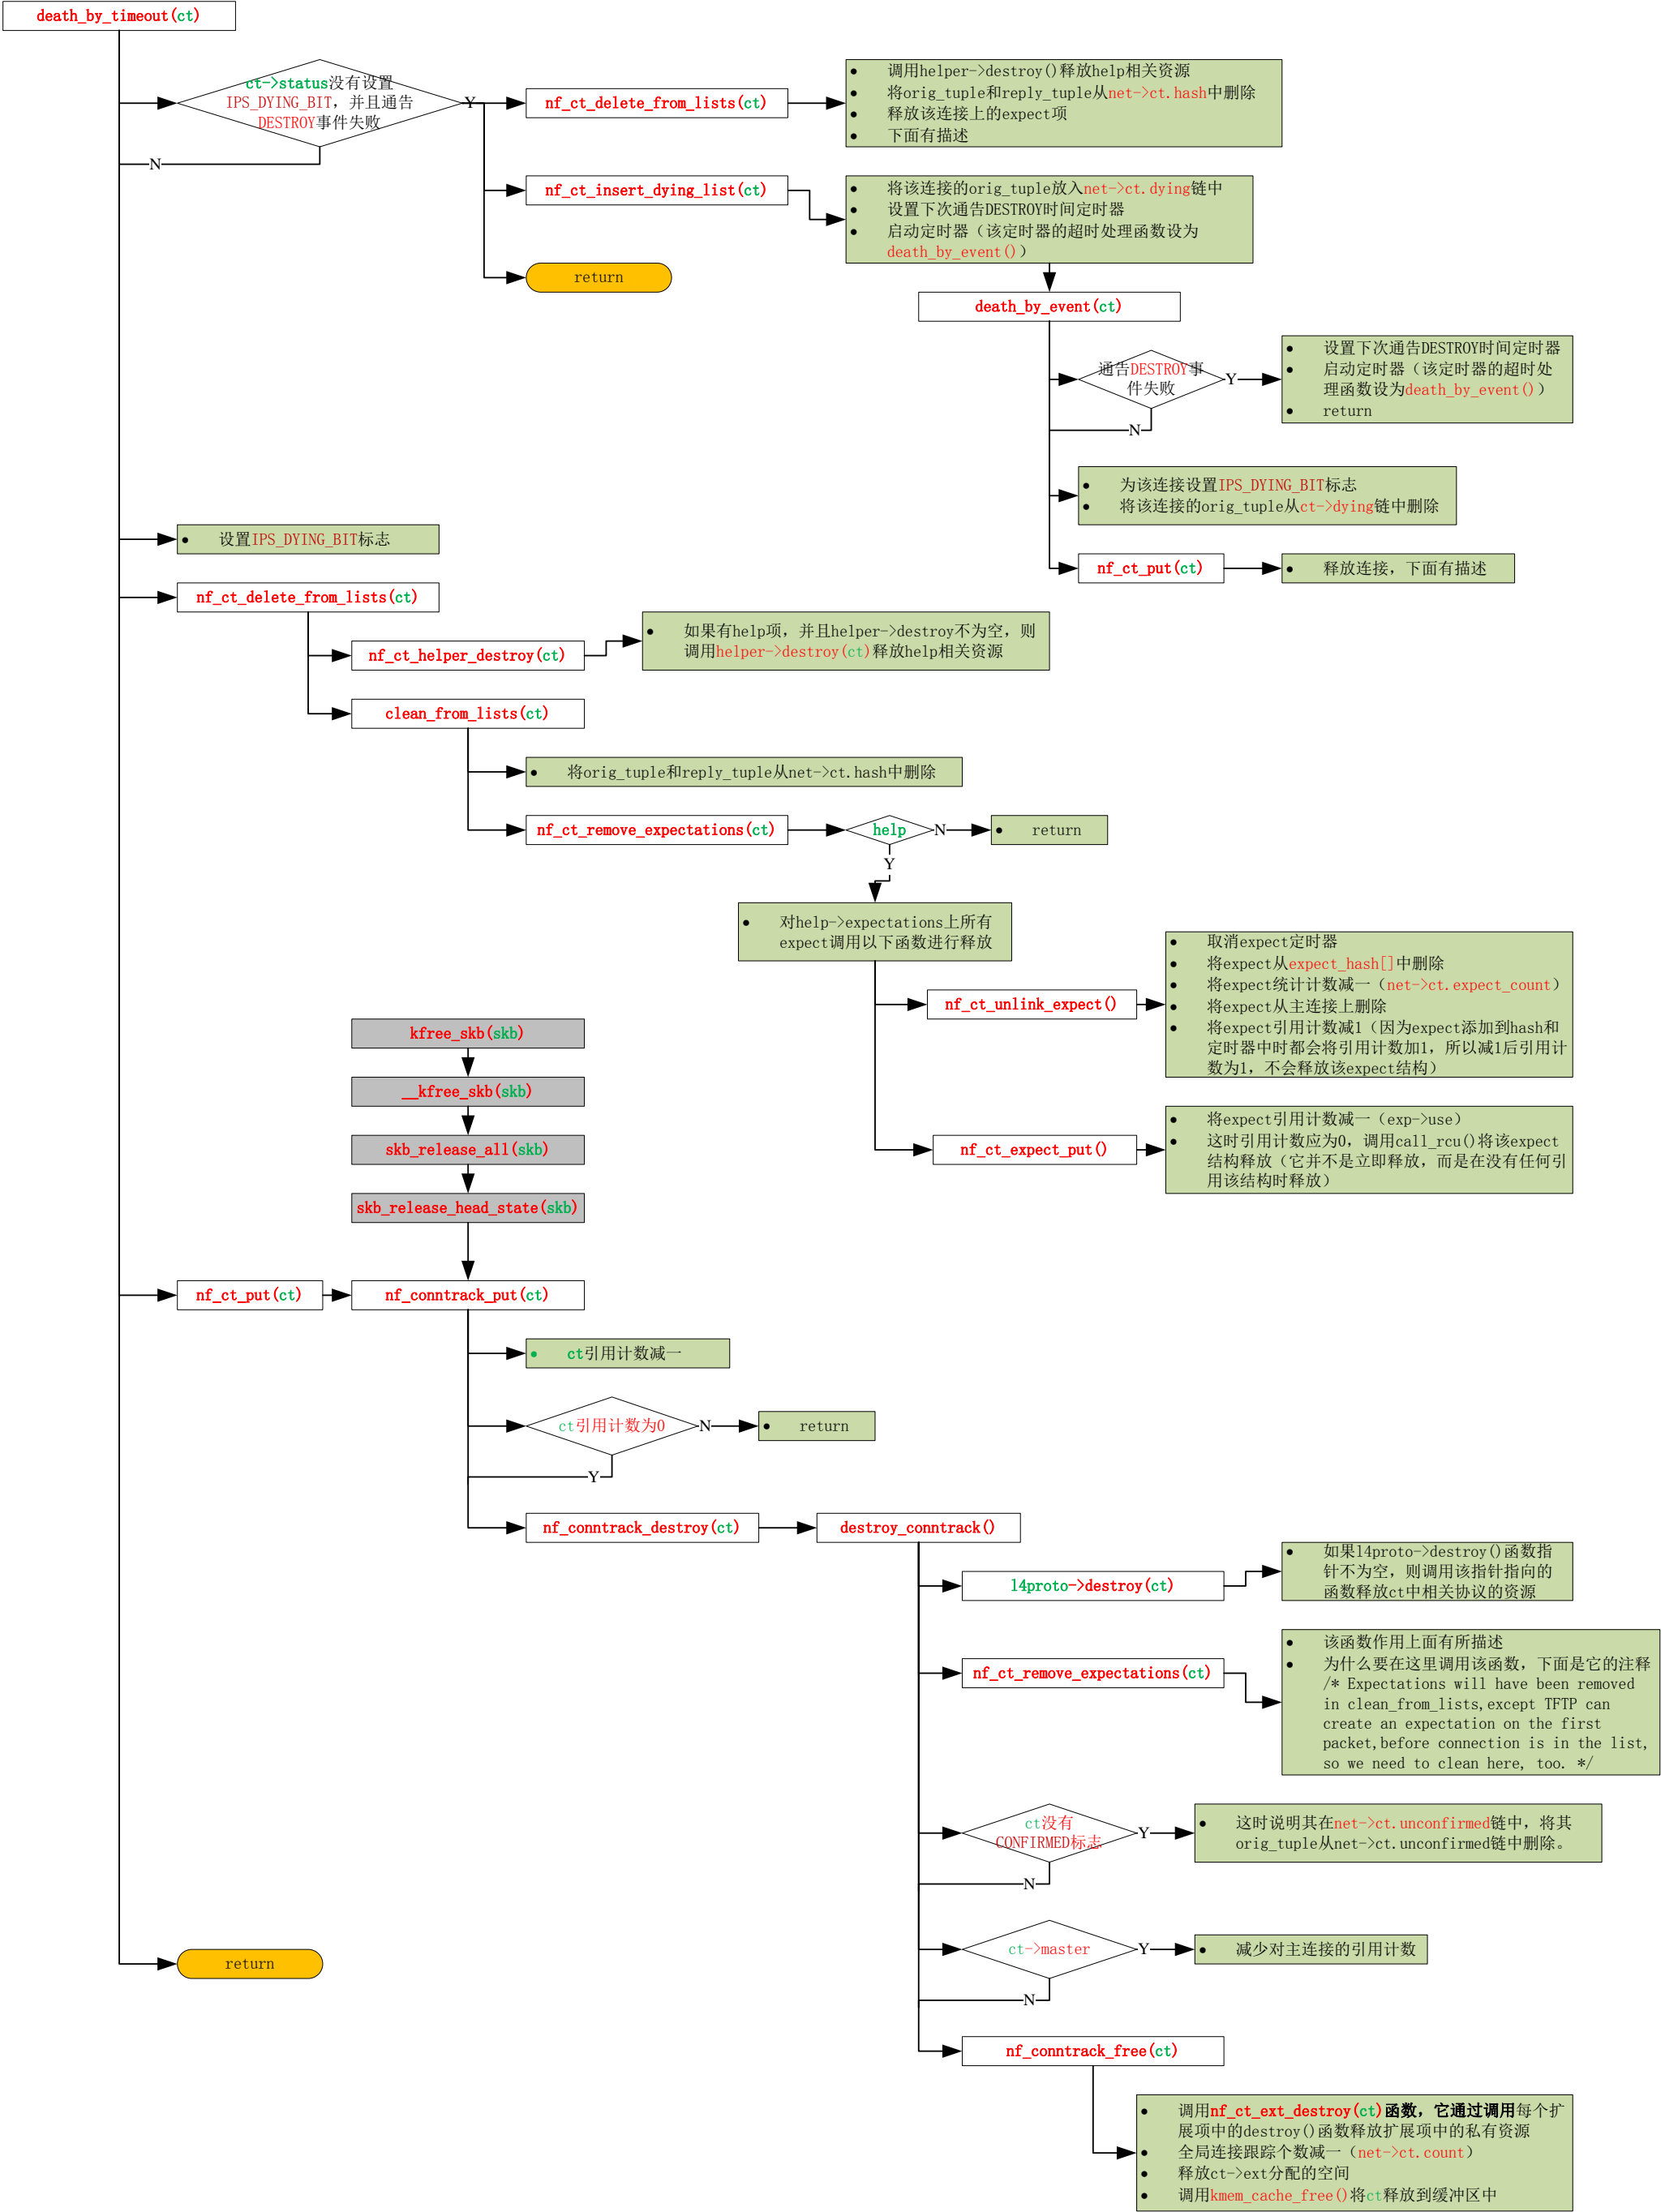 death_by_timeout(ct)
ct->status没有设置
IPS_DYING_BIT，并且通告
DESTROY事件失败
Y
N
nf_ct_delete_from_lists(ct)
● 调用helper->destroy()释放help相关资源
● 将orig_tuple和reply_tuple从net->ct.hash中删除
● 释放该连接上的expect项
● 下面有描述
nf_ct_insert_dying_list(ct)
● 将该连接的orig_tuple放入net->ct.dying链中
● 设置下次通告DESTROY时间定时器
● 启动定时器（该定时器的超时处理函数设为
death_by_event()）
return
death_by_event(ct)
通告DESTROY事
件失败
Y
N
● 设置下次通告DESTROY时间定时器
● 启动定时器（该定时器的超时处
理函数设为death_by_event()）
● return
● 为该连接设置IPS_DYING_BIT标志
● 将该连接的orig_tuple从ct->dying链中删除
nf_ct_put(ct)
● 释放连接，下面有描述
● 设置IPS_DYING_BIT标志
nf_ct_delete_from_lists(ct)
nf_ct_helper_destroy(ct)
● 如果有help项，并且helper->destroy不为空，则
调用helper->destroy(ct)释放help相关资源
clean_from_lists(ct)
● 将orig_tuple和reply_tuple从net->ct.hash中删除
nf_ct_remove_expectations(ct)
help
N
● return
Y
● 对help->expectations上所有
expect调用以下函数进行释放
nf_ct_unlink_expect()
● 取消expect定时器
● 将expect从expect_hash[]中删除
● 将expect统计计数减一（net->ct.expect_count）
● 将expect从主连接上删除
● 将expect引用计数减1（因为expect添加到hash和
定时器中时都会将引用计数加1，所以减1后引用计
数为1，不会释放该expect结构）
nf_ct_expect_put()
● 将expect引用计数减一（exp->use）
● 这时引用计数应为0，调用call_rcu()将该expect
结构释放（它并不是立即释放，而是在没有任何引
用该结构时释放）
kfree_skb(skb)
__kfree_skb(skb)
skb_release_all(skb)
skb_release_head_state(skb)
nf_ct_put(ct)
nf_conntrack_put(ct)
● ct引用计数减一
ct引用计数为0
N
● return
Y
nf_conntrack_destroy(ct)
destroy_conntrack()
l4proto->destroy(ct)
● 如果l4proto->destroy()函数指
针不为空，则调用该指针指向的
函数释放ct中相关协议的资源
nf_ct_remove_expectations(ct)
● 该函数作用上面有所描述
● 为什么要在这里调用该函数，下面是它的注释
/* Expectations will have been removed
in clean_from_lists,except TFTP can
create an expectation on the first
packet,before connection is in the list,
so we need to clean here, too. */
ct没有
CONFIRMED标志
Y
● 这时说明其在net->ct.unconfirmed链中，将其
orig_tuple从net->ct.unconfirmed链中删除。
N
ct->master
Y
● 减少对主连接的引用计数
return
N
nf_conntrack_free(ct)
● 调用nf_ct_ext_destroy(ct)函数，它通过调用每个扩
展项中的destroy()函数释放扩展项中的私有资源
● 全局连接跟踪个数减一（net->ct.count）
● 释放ct->ext分配的空间
● 调用kmem_cache_free()将ct释放到缓冲区中